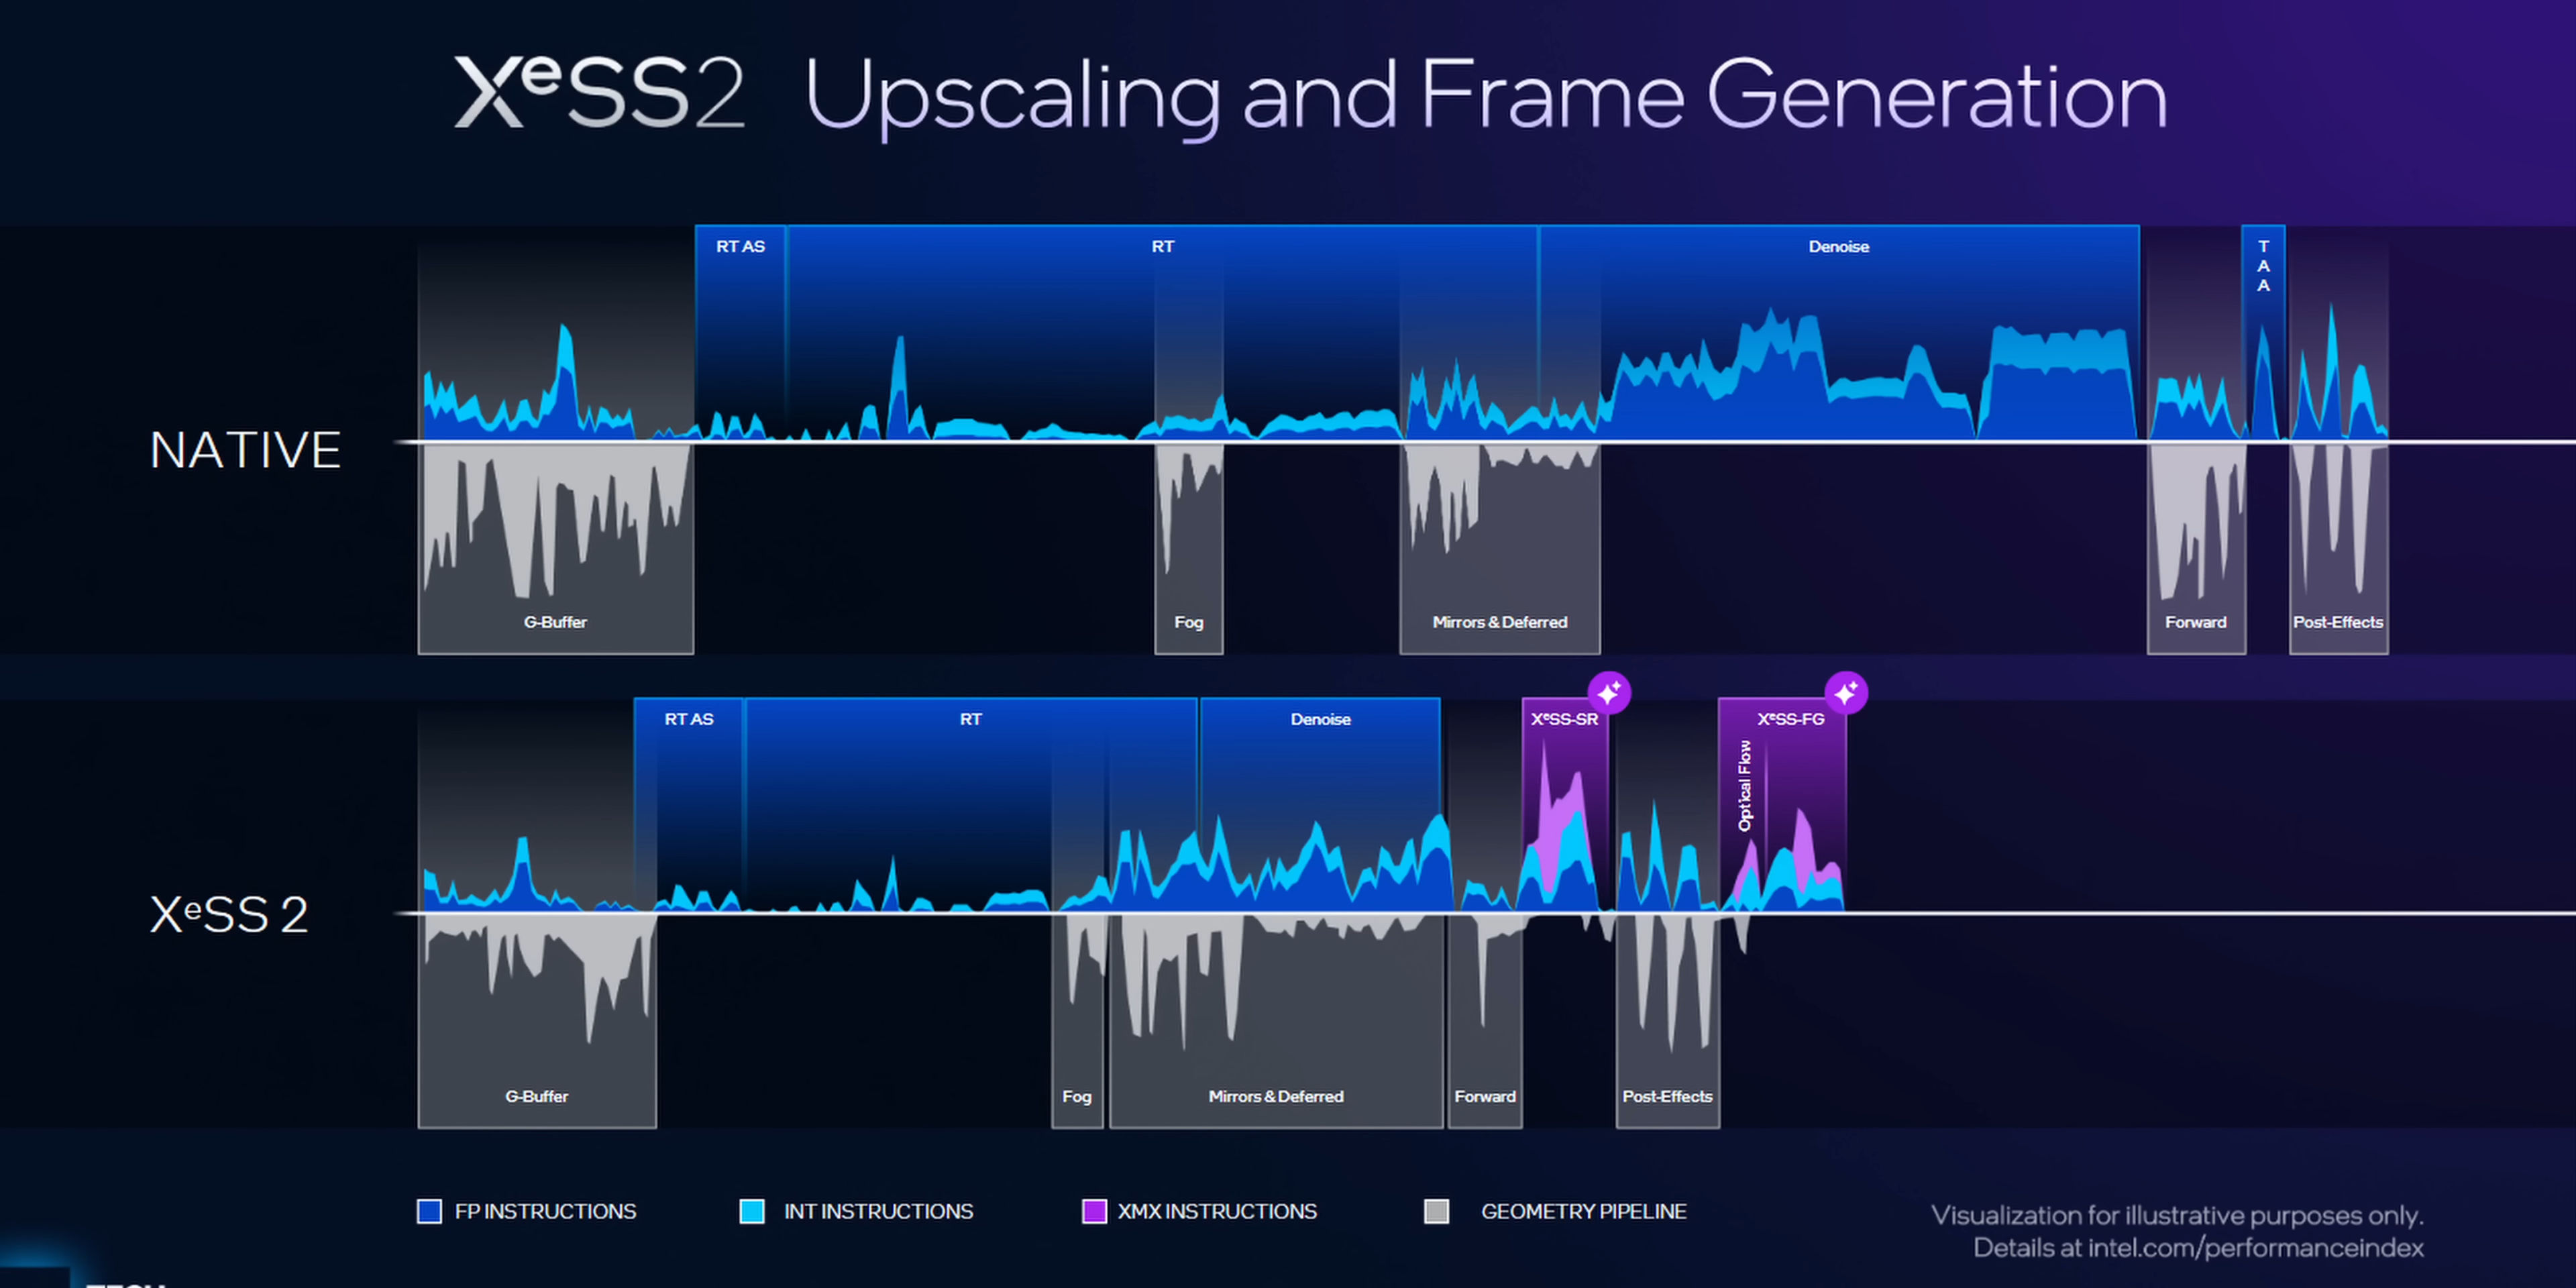 XeSS2 Upscaling and Frame Generation
RT AS
RT
Denoise
T
A
A
NATIVE
G-Buffer
Fog
Mirrors & Deferred
Forward
Post-Effects
RT AS
RT
Denoise
XeSS-SR
XeSS-FG
Optical Flow
XeSS 2
G-Buffer
Fog
Mirrors & Deferred
Forward
Post-Effects
FP INSTRUCTIONS
INT INSTRUCTIONS
XMX INSTRUCTIONS
GEOMETRY PIPELINE
Visualization for illustrative purposes only.
Details at intel.com/performanceindex